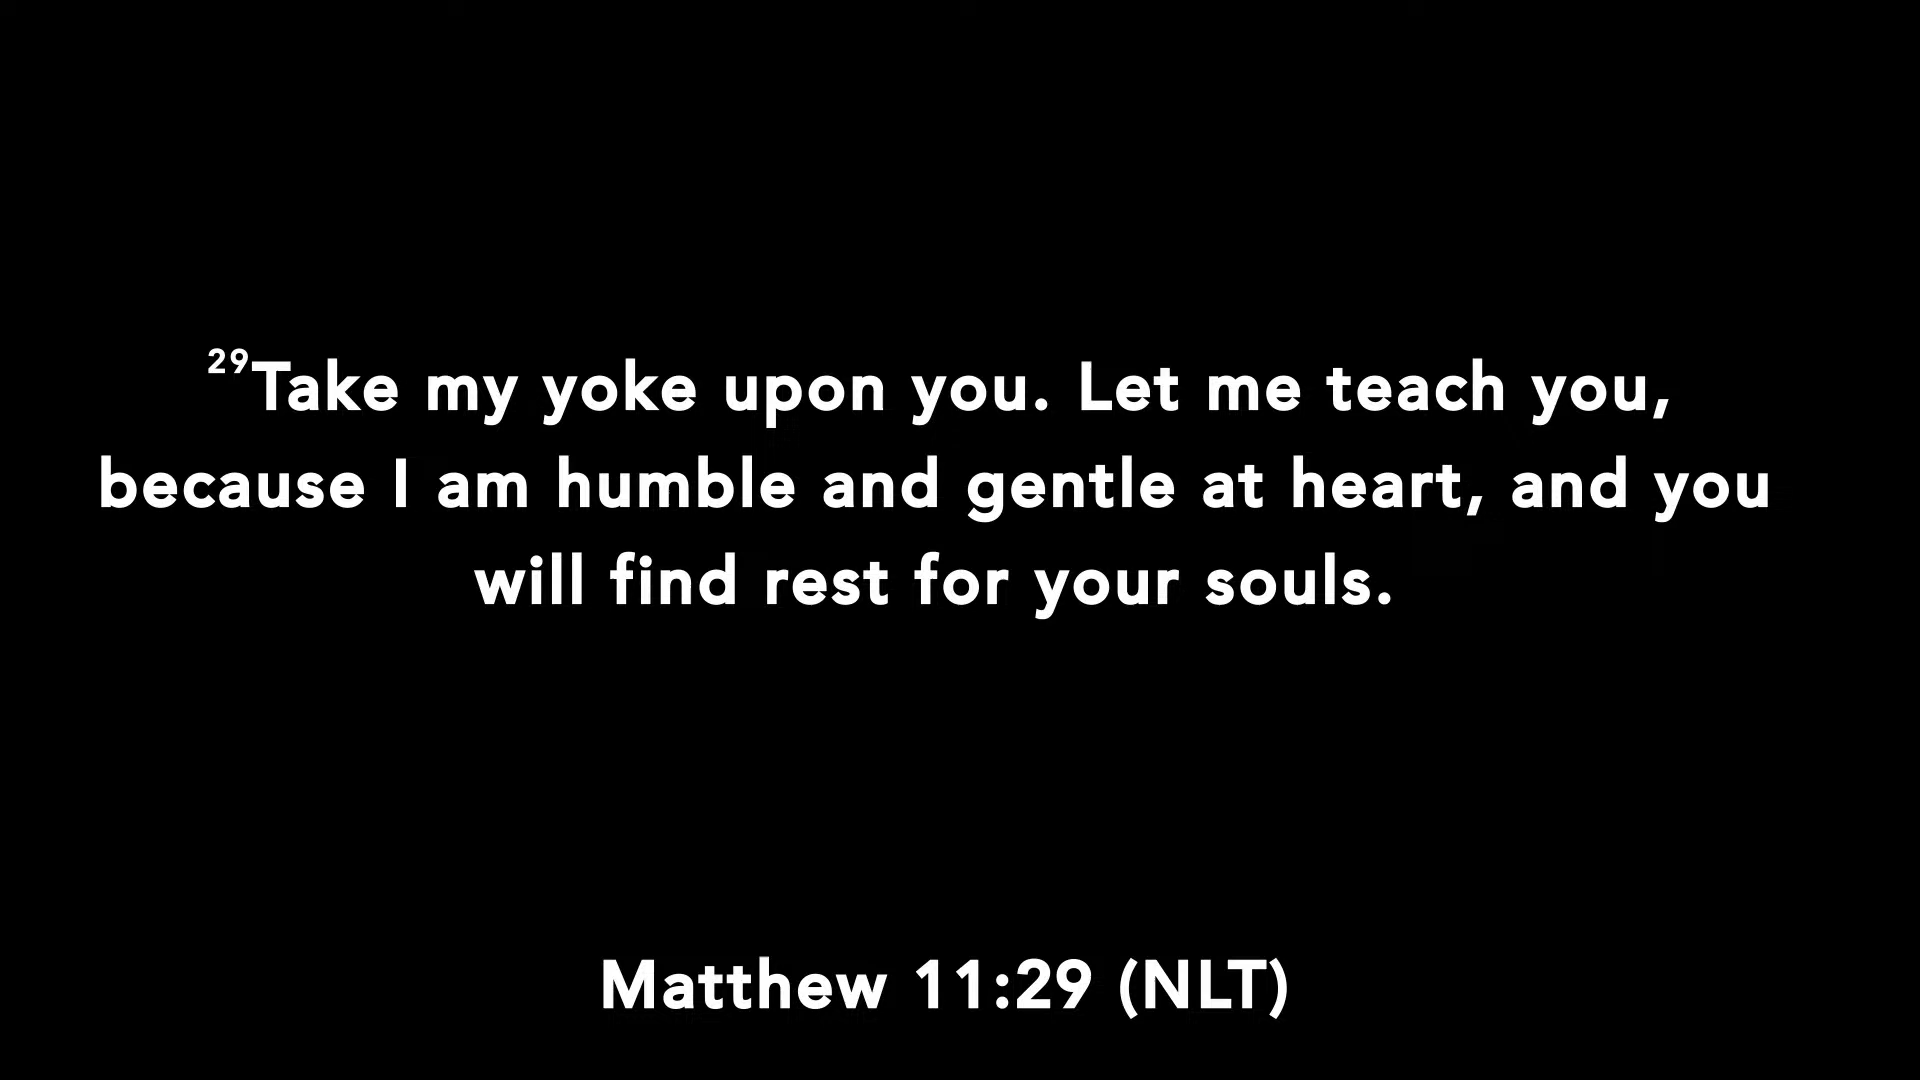 29Take my yoke upon you. Let me teach you,
because I am humble and gentle at heart, and you
will find rest for your souls.
Matthew 11:29 (NLT)